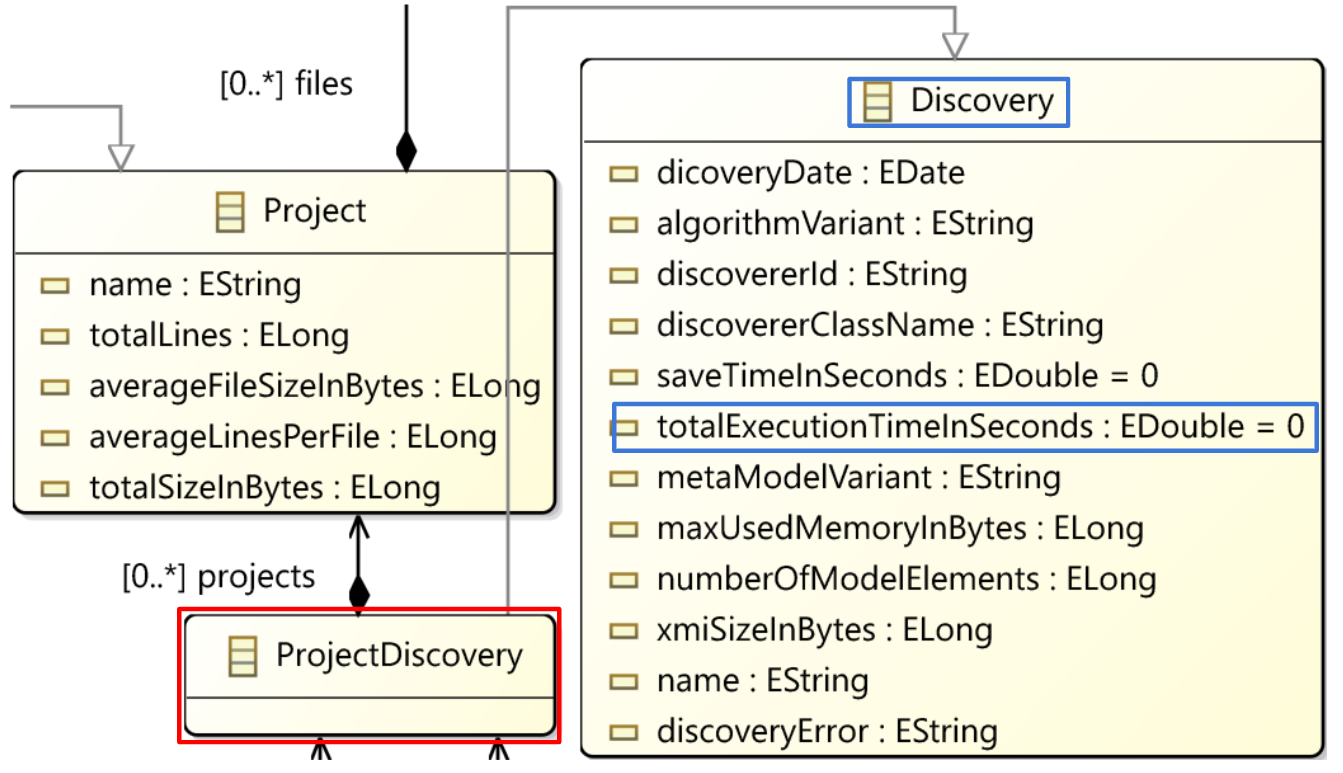 [0..*] files
Project
name : EString
totalLines : ELong
averageFileSizeInBytes : ELong
averageLinesPerFile : ELong
totalSizeInBytes : ELong
[0..*] projects
ProjectDiscovery
Discovery
dicoveryDate : EDate
algorithmVariant : EString
discovererId : EString
discovererClassName : EString
saveTimeInSeconds : EDouble = 0
totalExecutionTimeInSeconds : EDouble = 0
metaModelVariant : EString
maxUsedMemoryInBytes : ELong
numberOfModelElements : ELong
xmiSizeInBytes : ELong
name : EString
discoveryError : EString